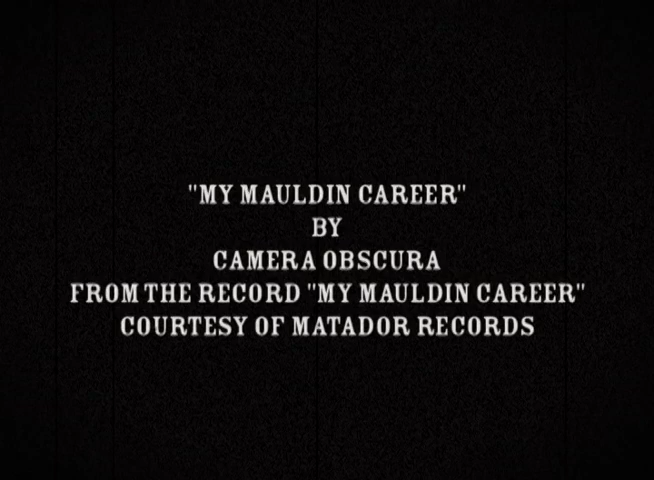 "MY MAULDIN CAREER"
BY
CAMERA OBSCURA
FROM THE RECORD "MY MAULDIN CAREER"
COURTESY OF MATADOR RECORDS